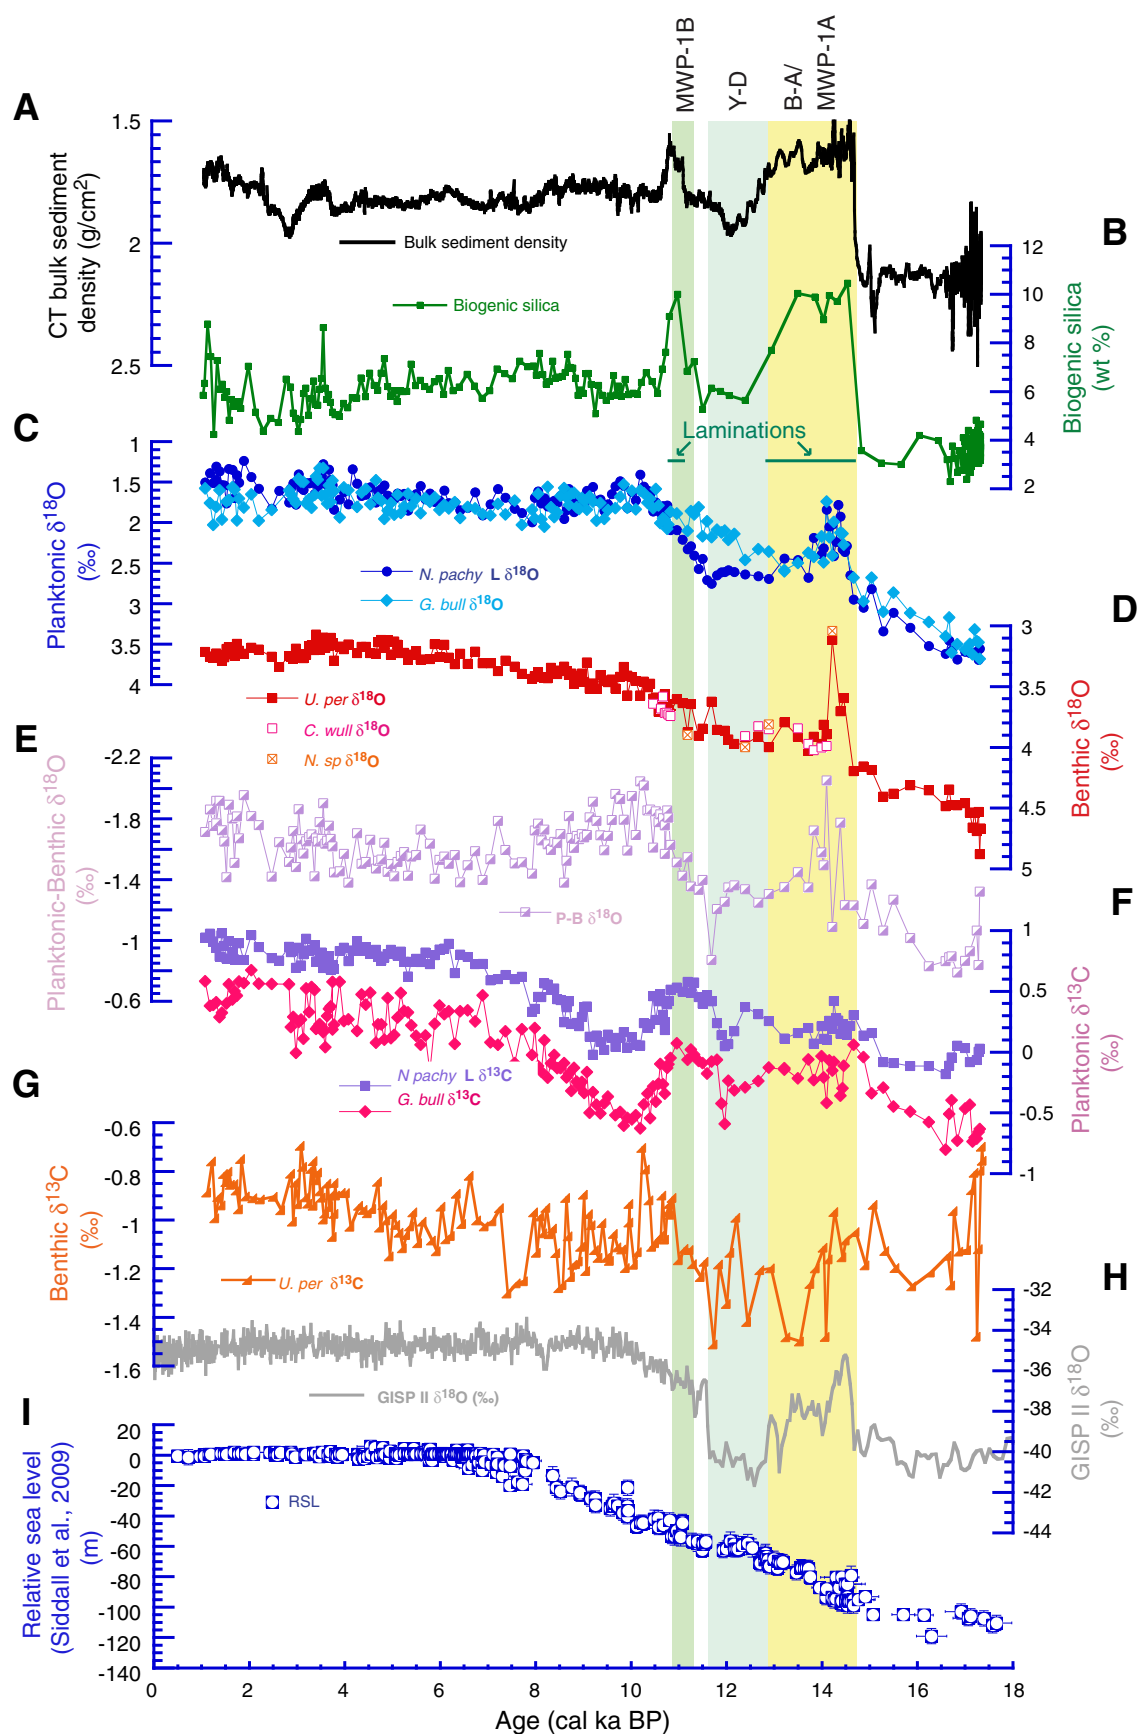 MWP-1B
Y-D
B-A/
MWP-1A
A
1.5
2
2.5
CT bulk sediment
density (g/cm2)
Bulk sediment density
B
12
10
8
6
4
2
Biogenic silica
(wt %)
Biogenic silica
Laminations
C
1
1.5
2
2.5
3
3.5
4
Planktonic δ18O
(‰)
N. pachy L δ18O
G. bull δ18O
D
3
3.5
4
4.5
5
Benthic δ18O
(‰)
U. per δ18O
C. wull δ18O
N. sp δ18O
E
-2.2
-1.8
-1.4
-1
-0.6
Planktonic-Benthic δ18O
(‰)
P-B δ18O
F
1
0.5
0
-0.5
-1
Planktonic δ13C
(‰)
N pachy L δ13C
G. bull δ13C
G
-0.6
-0.8
-1
-1.2
-1.4
-1.6
Benthic δ13C
(‰)
U. per δ13C
H
-32
-34
-36
-38
-40
-42
-44
GISP II δ18O
(‰)
GISP II δ18O (‰)
I
20
0
-20
-40
-60
-80
-100
-120
-140
Relative sea level
(Siddall et al., 2009)
(m)
RSL
0 2 4 6 8 10 12 14 16 18
Age (cal ka BP)